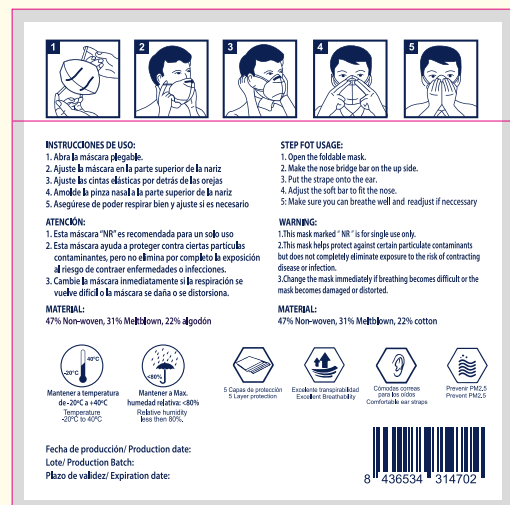 1
2
3
4
5
INSTRUCCIONES DE USO:
1. Abra la máscara plegable.
2. Ajuste la máscara en la parte superior de la nariz
3. Ajuste las cintas elásticas por detrás de las orejas
4. Amolde la pinza nasal a la parte superior de la nariz
5. Asegúrese de poder respirar bien y ajuste si es necesario
ATENCIÓN:
1. Esta máscara "NR" es recomendada para un solo uso
2. Esta máscara ayuda a proteger contra ciertas partículas
contaminantes, pero no elimina por completo la exposición
al riesgo de contraer enfermedades o infecciones.
3. Cambie la máscara inmediatamente si la respiración se
vuelve difícil o la máscara se daña o se distorsiona.
MATERIAL:
47% Non-woven, 31% Meltblown, 22% algodón
STEP FOT USAGE:
1. Open the foldable mask.
2. Make the nose bridge bar on the up side.
3. Put the strape onto the ear.
4. Adjust the soft bar to fit the nose.
5: Make sure you can breathe well and readjust if neccessary
WARNING:
1.This mask marked " NR " is for single use only.
2.This mask helps protect against certain particulate contaminants
but does not completely eliminate exposure to the risk of contracting
disease or infection.
3.Change the mask immediately if breathing becomes difficult or the
mask becomes damaged or distorted.
MATERIAL:
47% Non-woven, 31% Meltblown, 22% cotton
40ºC
-20ºC
Mantener a temperatura
de -20ºC a +40ºC
Temperature
-20ºC to 40ºC
<80%
Mantener a Max.
humedad relativa: <80%
Relative humidity
less then 80%.
5 Capas de protección
5 Layer protection
Excelente transpirabilidad
Excellent Breathability
Cómodas correas
para los oídos
Comfortable ear straps
Prevenir PM2.5
Prevent PM2.5
Fecha de producción/ Production date:
Lote/ Production Batch:
Plazo de validez/ Expiration date:
8 436534 314702